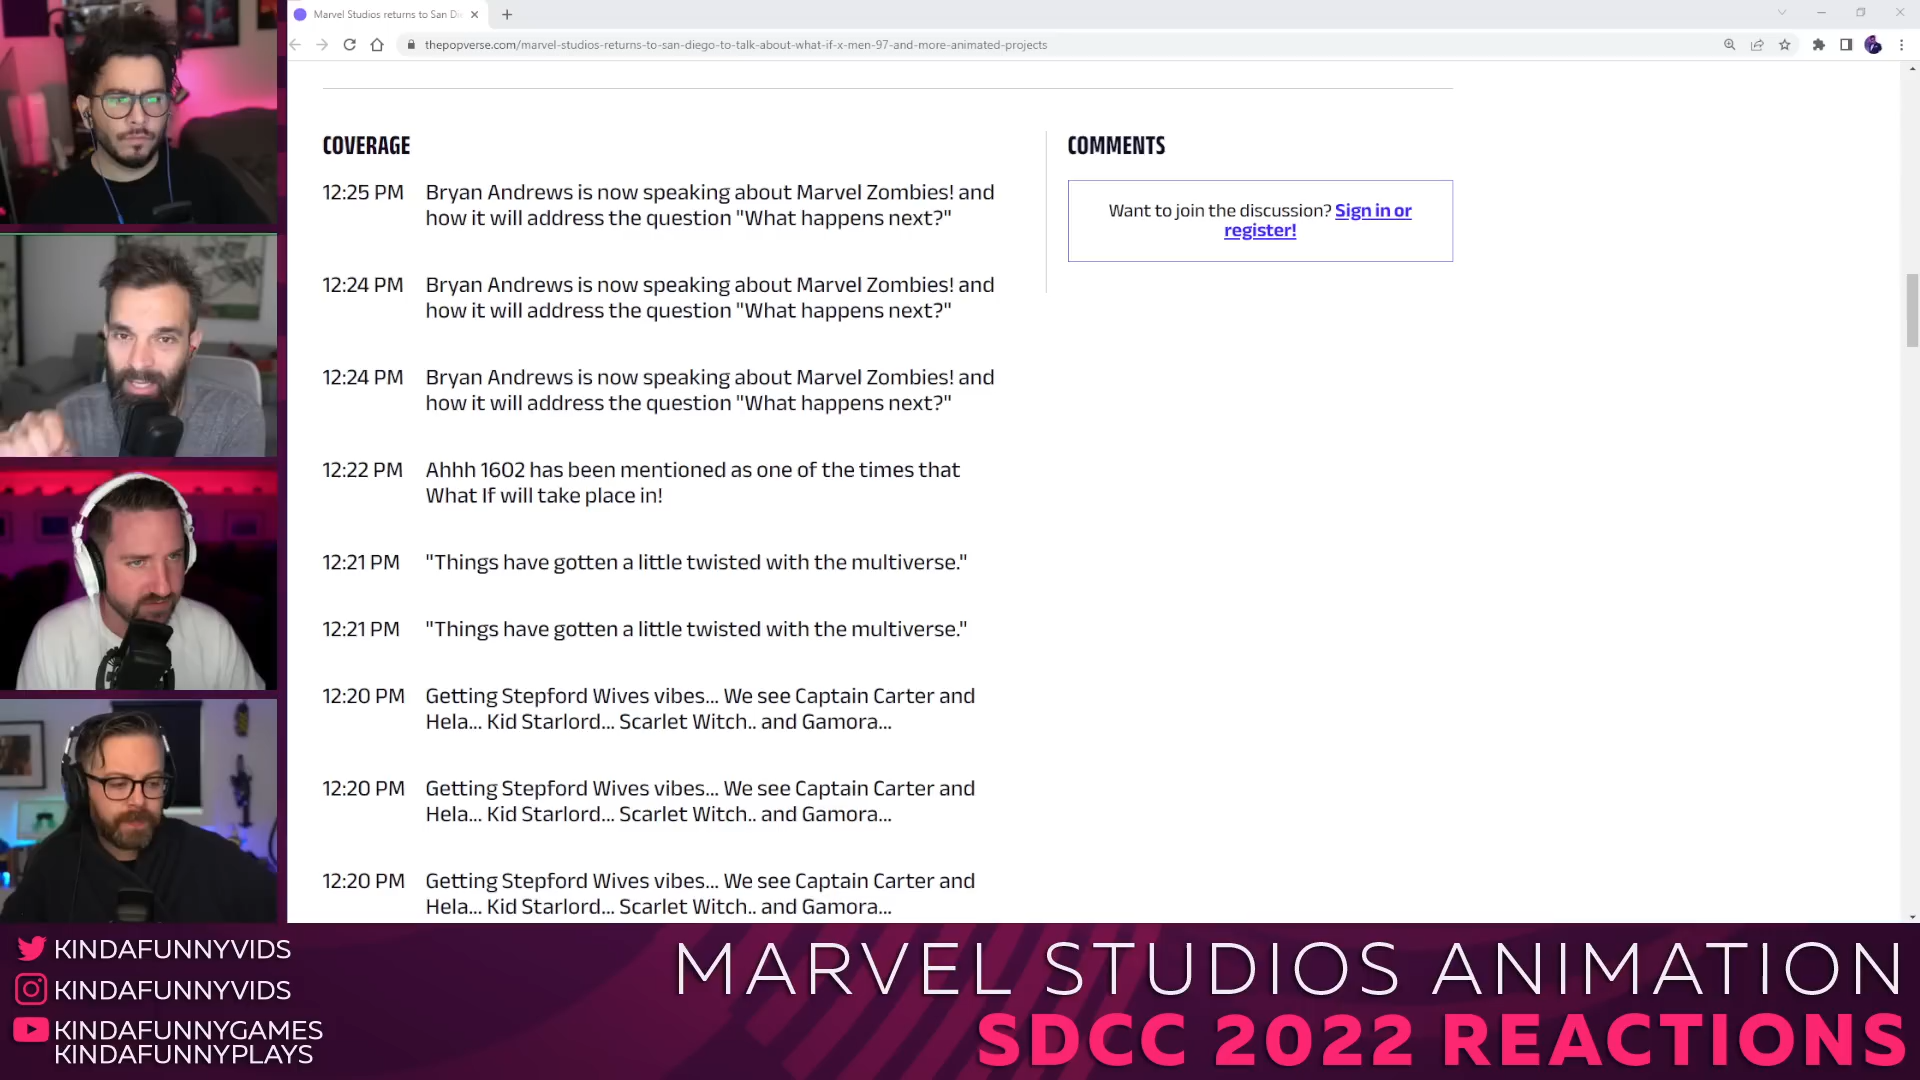 Marvel Studios returns to San Di
thepopverse.com/marvel-studios-returns-to-san-diego-to-talk-about-what-if-x-men-97-and-more-animated-projects
COVERAGE
12:25 PM Bryan Andrews is now speaking about Marvel Zombies! and
how it will address the question "What happens next?"
12:24 PM Bryan Andrews is now speaking about Marvel Zombies! and
how it will address the question "What happens next?"
12:24 PM Bryan Andrews is now speaking about Marvel Zombies! and
how it will address the question "What happens next?"
12:22 PM Ahhh 1602 has been mentioned as one of the times that
What If will take place in!
12:21 PM "Things have gotten a little twisted with the multiverse."
12:21 PM "Things have gotten a little twisted with the multiverse."
12:20 PM Getting Stepford Wives vibes... We see Captain Carter and
Hela... Kid Starlord... Scarlet Witch.. and Gamora...
12:20 PM Getting Stepford Wives vibes... We see Captain Carter and
Hela... Kid Starlord... Scarlet Witch.. and Gamora...
12:20 PM Getting Stepford Wives vibes... We see Captain Carter and
Hela... Kid Starlord... Scarlet Witch.. and Gamora...
COMMENTS
Want to join the discussion? Sign in or
register!
KINDAFUNNYVIDS
KINDAFUNNYVIDS
KINDAFUNNYGAMES
KINDAFUNNYPLAYS
MARVEL STUDIOS ANIMATION
SDCC 2022 REACTIONS